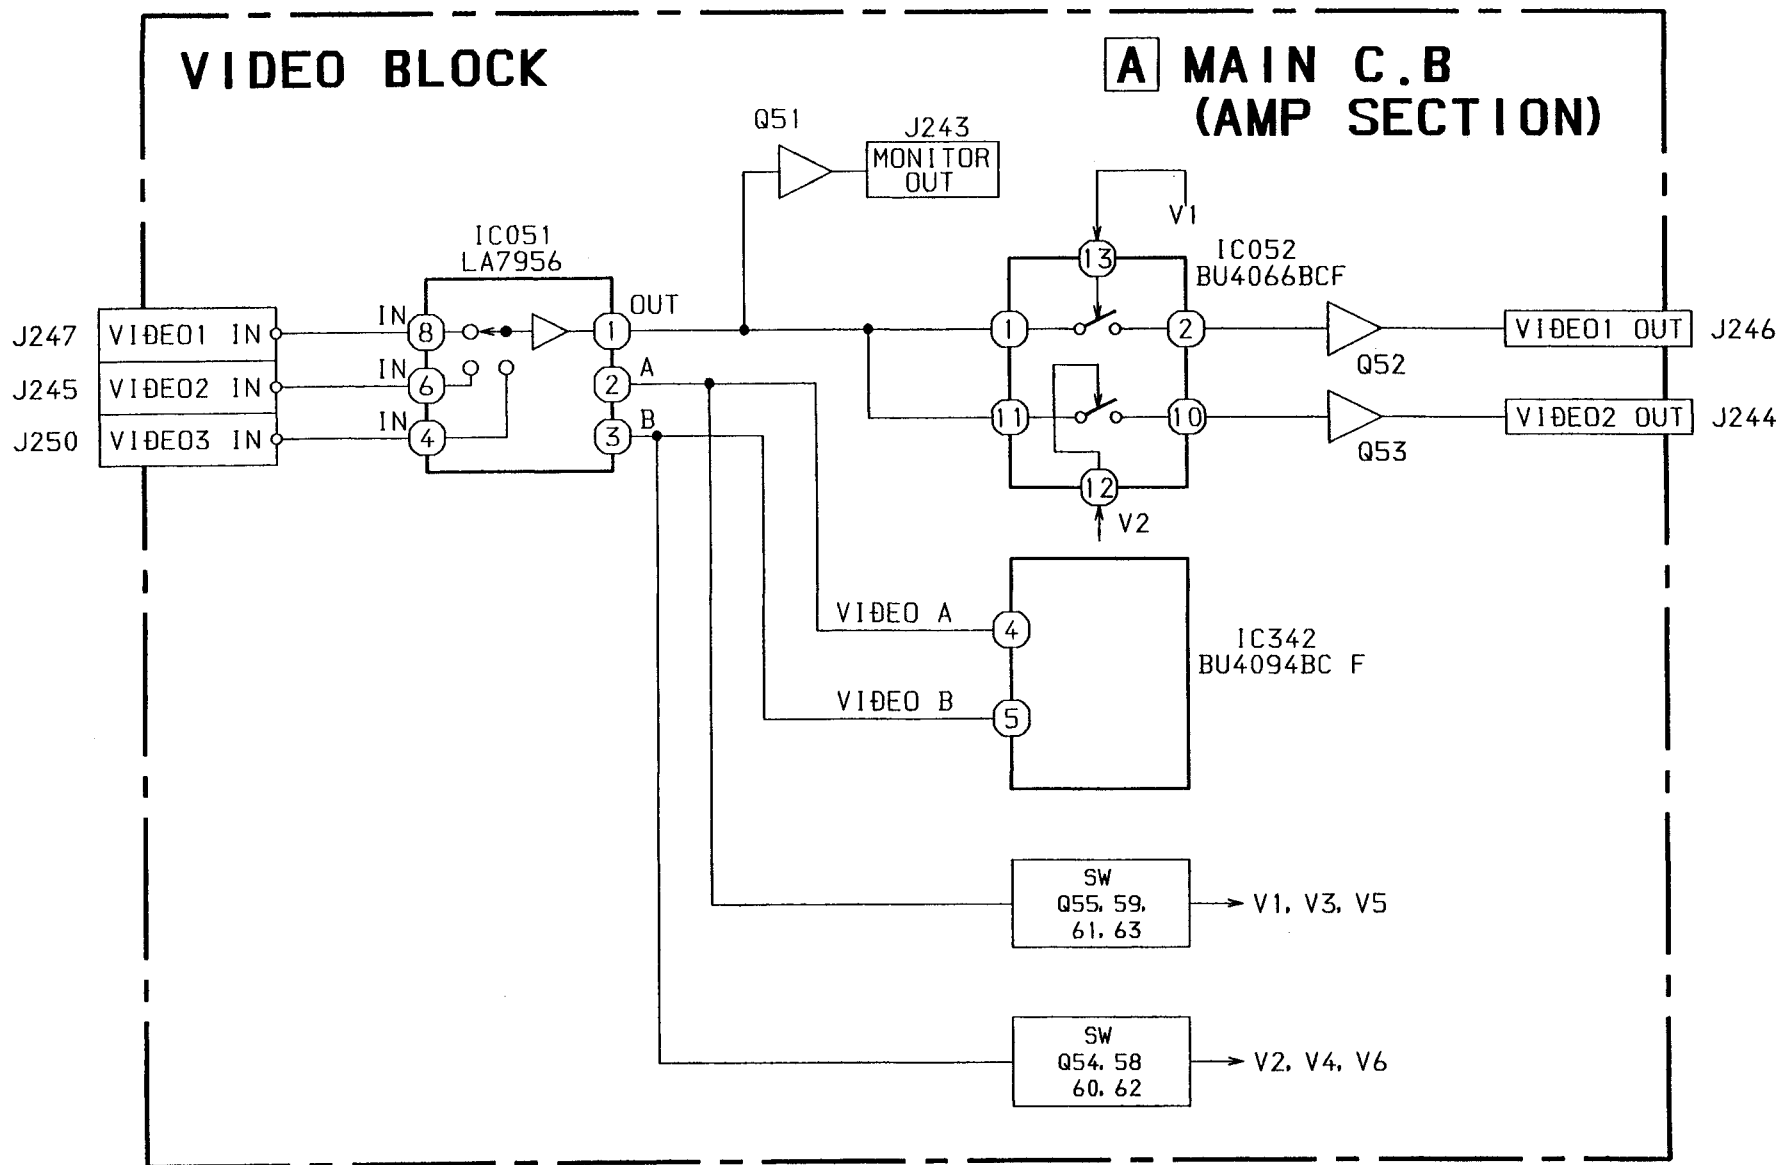 VIDEO BLOCK
A MAIN C.B
(AMP SECTION)
Q51
J243
MONITOR
OUT
V1
IC051
LA7956
IC052
BU4066BCF
13
J247
VIDEO1 IN
IN
8
1
OUT
1
2
Q52
VIDEO1 OUT
J246
J245
VIDEO2 IN
IN
6
2
A
J250
VIDEO3 IN
IN
4
3
B
11
10
Q53
VIDEO2 OUT
J244
12
V2
VIDEO A
4
IC342
BU4094BC F
VIDEO B
5
SW
Q55, 59,
61, 63
V1, V3, V5
SW
Q54, 58
60, 62
V2, V4, V6